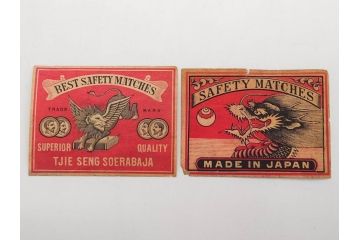 BEST SAFETY MATCHES
TRADE MARK
SUPERIOR QUALITY
TJIE SENG SOERABAJA
SAFETY MATCHES
MADE IN JAPAN